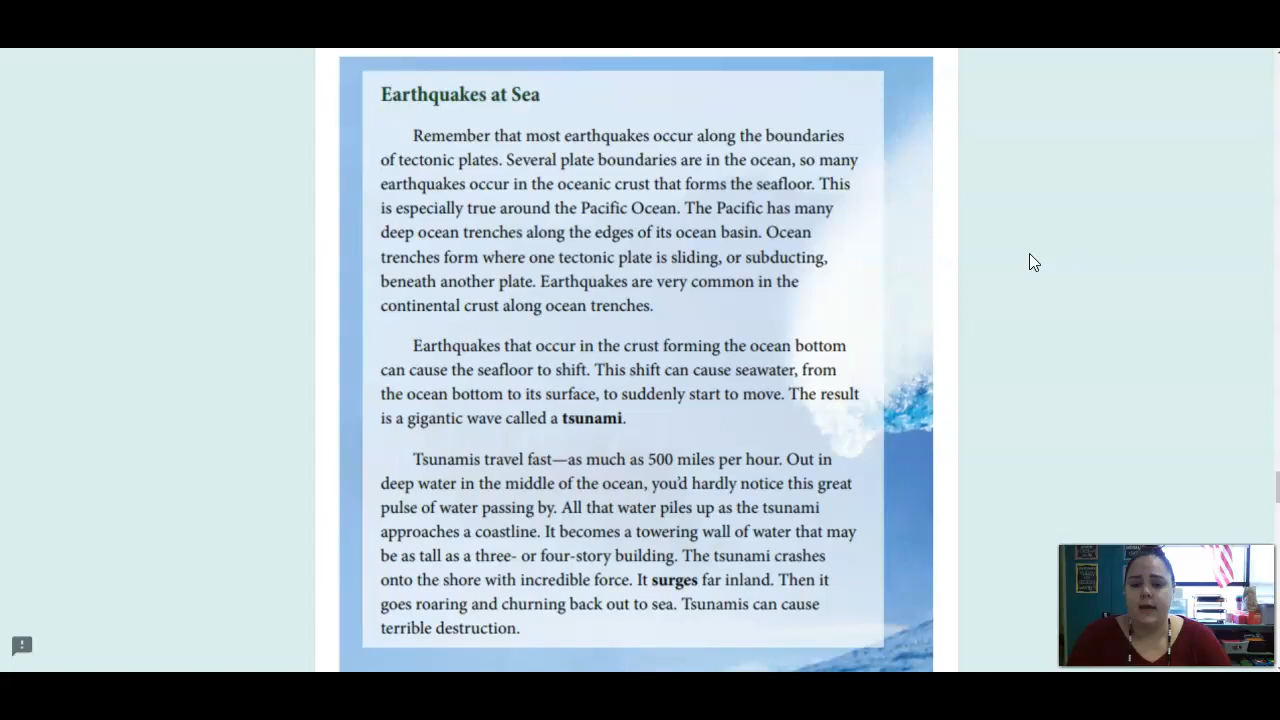 Earthquakes at Sea
Remember that most earthquakes occur along the boundaries
of tectonic plates. Several plate boundaries are in the ocean, so many
earthquakes occur in the oceanic crust that forms the seafloor. This
is especially true around the Pacific Ocean. The Pacific has many
deep ocean trenches along the edges of its ocean basin. Ocean
trenches form where one tectonic plate is sliding, or subducting,
beneath another plate. Earthquakes are very common in the
continental crust along ocean trenches.
Earthquakes that occur in the crust forming the ocean bottom
can cause the seafloor to shift. This shift can cause seawater, from
the ocean bottom to its surface, to suddenly start to move. The result
is a gigantic wave called a tsunami.
Tsunamis travel fast—as much as 500 miles per hour. Out in
deep water in the middle of the ocean, you'd hardly notice this great
pulse of water passing by. All that water piles up as the tsunami
approaches a coastline. It becomes a towering wall of water that may
be as tall as a three- or four-story building. The tsunami crashes
onto the shore with incredible force. It surges far inland. Then it
goes roaring and churning back out to sea. Tsunamis can cause
terrible destruction.